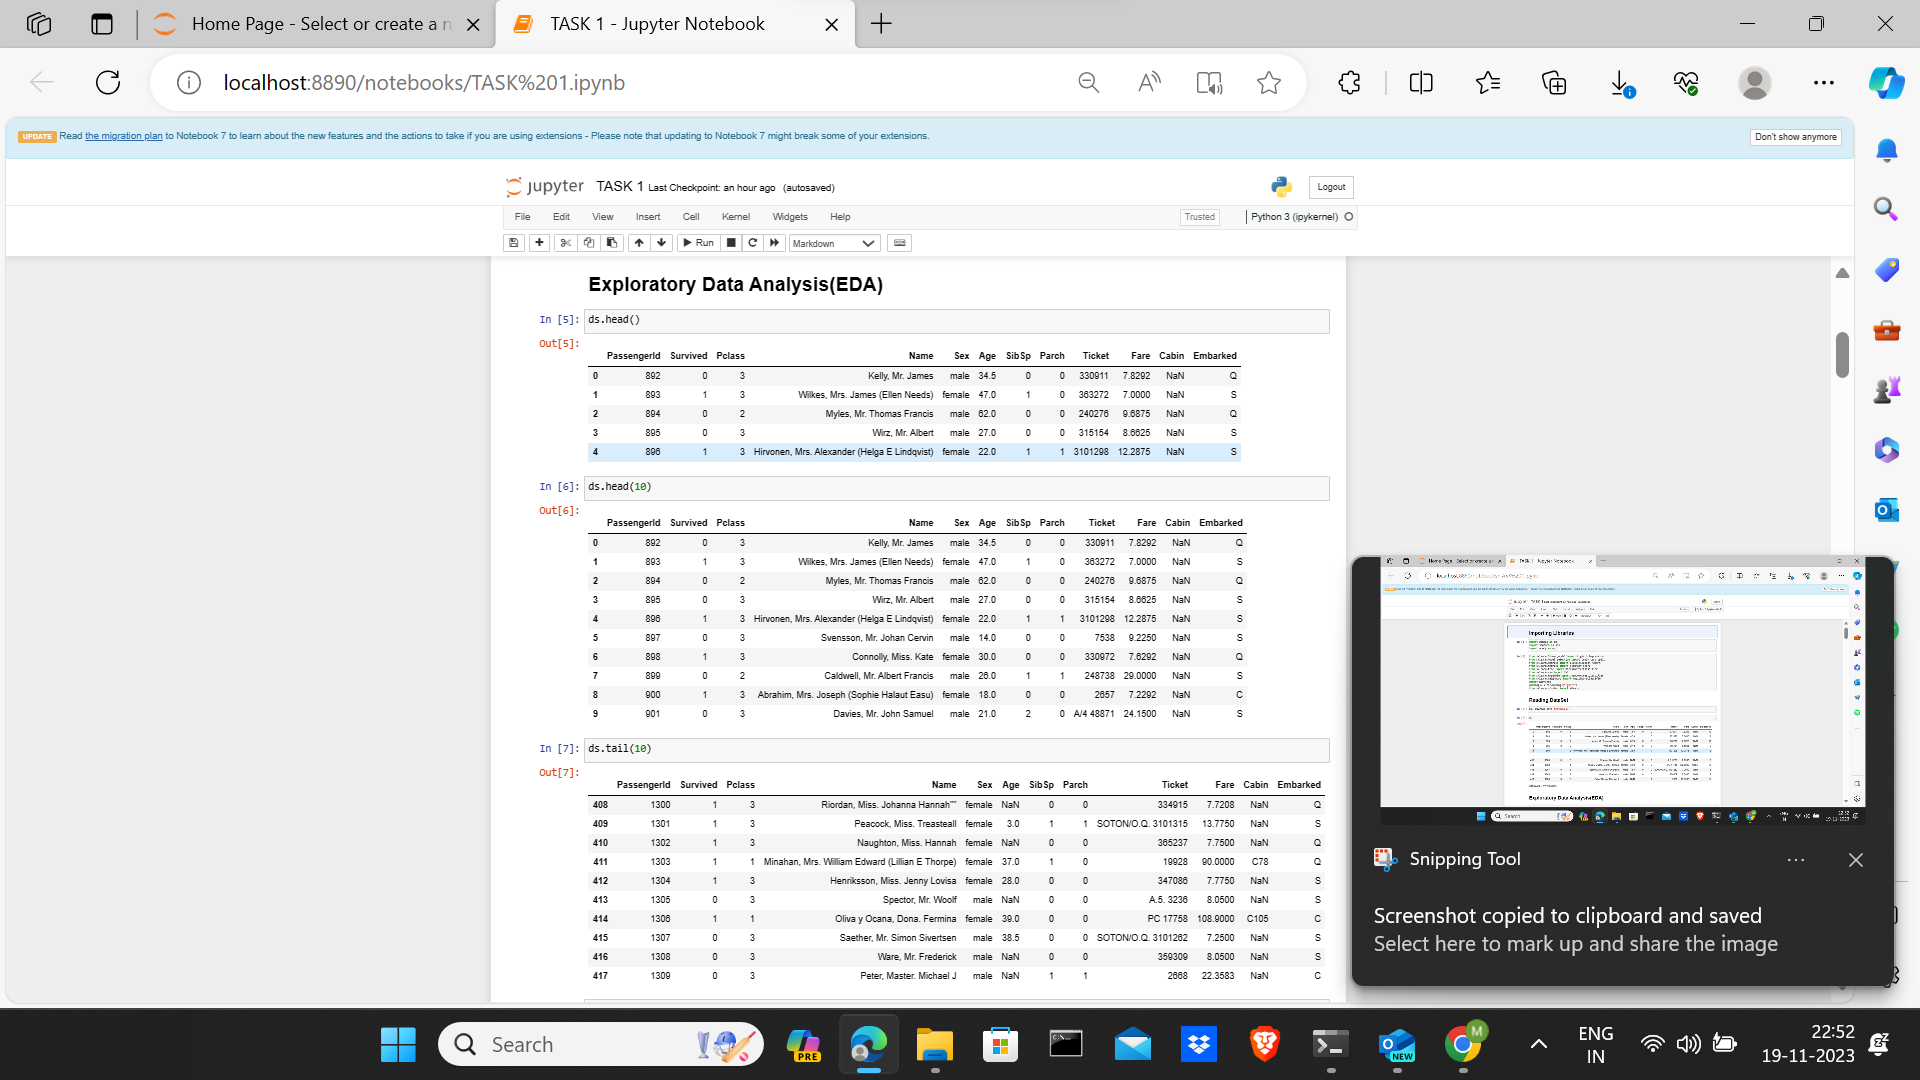 Home Page - Select or create a n
TASK 1 - Jupyter Notebook
localhost:8890/notebooks/TASK%201.ipynb
UPDATE Read the migration plan to Notebook 7 to learn about the new features and the actions to take if you are using extensions - Please note that updating to Notebook 7 might break some of your extensions.
Don't show anymore
jupyter TASK 1 Last Checkpoint: an hour ago (autosaved)
Logout
File Edit View Insert Cell Kernel Widgets Help
Trusted
Python 3 (ipykernel)
Run
Markdown
Exploratory Data Analysis(EDA)
In [5]: ds.head()
Out[5]:
PassengerId Survived Pclass Name Sex Age SibSp Parch Ticket Fare Cabin Embarked
0 892 0 3 Kelly, Mr. James male 34.5 0 0 330911 7.8292 NaN Q
1 893 1 3 Wilkes, Mrs. James (Ellen Needs) female 47.0 1 0 363272 7.0000 NaN S
2 894 0 2 Myles, Mr. Thomas Francis male 62.0 0 0 240276 9.6875 NaN Q
3 895 0 3 Wirz, Mr. Albert male 27.0 0 0 315154 8.6625 NaN S
4 896 1 3 Hirvonen, Mrs. Alexander (Helga E Lindqvist) female 22.0 1 1 3101298 12.2875 NaN S
In [6]: ds.head(10)
Out[6]:
PassengerId Survived Pclass Name Sex Age SibSp Parch Ticket Fare Cabin Embarked
0 892 0 3 Kelly, Mr. James male 34.5 0 0 330911 7.8292 NaN Q
1 893 1 3 Wilkes, Mrs. James (Ellen Needs) female 47.0 1 0 363272 7.0000 NaN S
2 894 0 2 Myles, Mr. Thomas Francis male 62.0 0 0 240276 9.6875 NaN Q
3 895 0 3 Wirz, Mr. Albert male 27.0 0 0 315154 8.6625 NaN S
4 896 1 3 Hirvonen, Mrs. Alexander (Helga E Lindqvist) female 22.0 1 1 3101298 12.2875 NaN S
5 897 0 3 Svensson, Mr. Johan Cervin male 14.0 0 0 7538 9.2250 NaN S
6 898 1 3 Connolly, Miss. Kate female 30.0 0 0 330972 7.6292 NaN Q
7 899 0 2 Caldwell, Mr. Albert Francis male 26.0 1 1 248738 29.0000 NaN S
8 900 1 3 Abrahim, Mrs. Joseph (Sophie Halaut Easu) female 18.0 0 0 2657 7.2292 NaN C
9 901 0 3 Davies, Mr. John Samuel male 21.0 2 0 A/4 48871 24.1500 NaN S
In [7]: ds.tail(10)
Out[7]:
PassengerId Survived Pclass Name Sex Age SibSp Parch Ticket Fare Cabin Embarked
408 1300 1 3 Riordan, Miss. Johanna Hannah"" female NaN 0 0 334915 7.7208 NaN Q
409 1301 1 3 Peacock, Miss. Treasteall female 3.0 1 1 SOTON/O.Q. 3101315 13.7750 NaN S
410 1302 1 3 Naughton, Miss. Hannah female NaN 0 0 365237 7.7500 NaN Q
411 1303 1 1 Minahan, Mrs. William Edward (Lillian E Thorpe) female 37.0 1 0 19928 90.0000 C78 Q
412 1304 1 3 Henriksson, Miss. Jenny Lovisa female 28.0 0 0 347086 7.7750 NaN S
413 1305 0 3 Spector, Mr. Woolf male NaN 0 0 A.5. 3236 8.0500 NaN S
414 1306 1 1 Oliva y Ocana, Dona. Fermina female 39.0 0 0 PC 17758 108.9000 C105 C
415 1307 0 3 Saether, Mr. Simon Sivertsen male 38.5 0 0 SOTON/O.Q. 3101262 7.2500 NaN S
416 1308 0 3 Ware, Mr. Frederick male NaN 0 0 359309 8.0500 NaN S
417 1309 0 3 Peter, Master. Michael J male NaN 1 1 2668 22.3583 NaN C
Importing Libraries
Reading DataSet
Exploratory Data Analysis(EDA)
Snipping Tool
Screenshot copied to clipboard and saved
Select here to mark up and share the image
Search
PRE
NEW
M
ENG
IN
22:52
19-11-2023